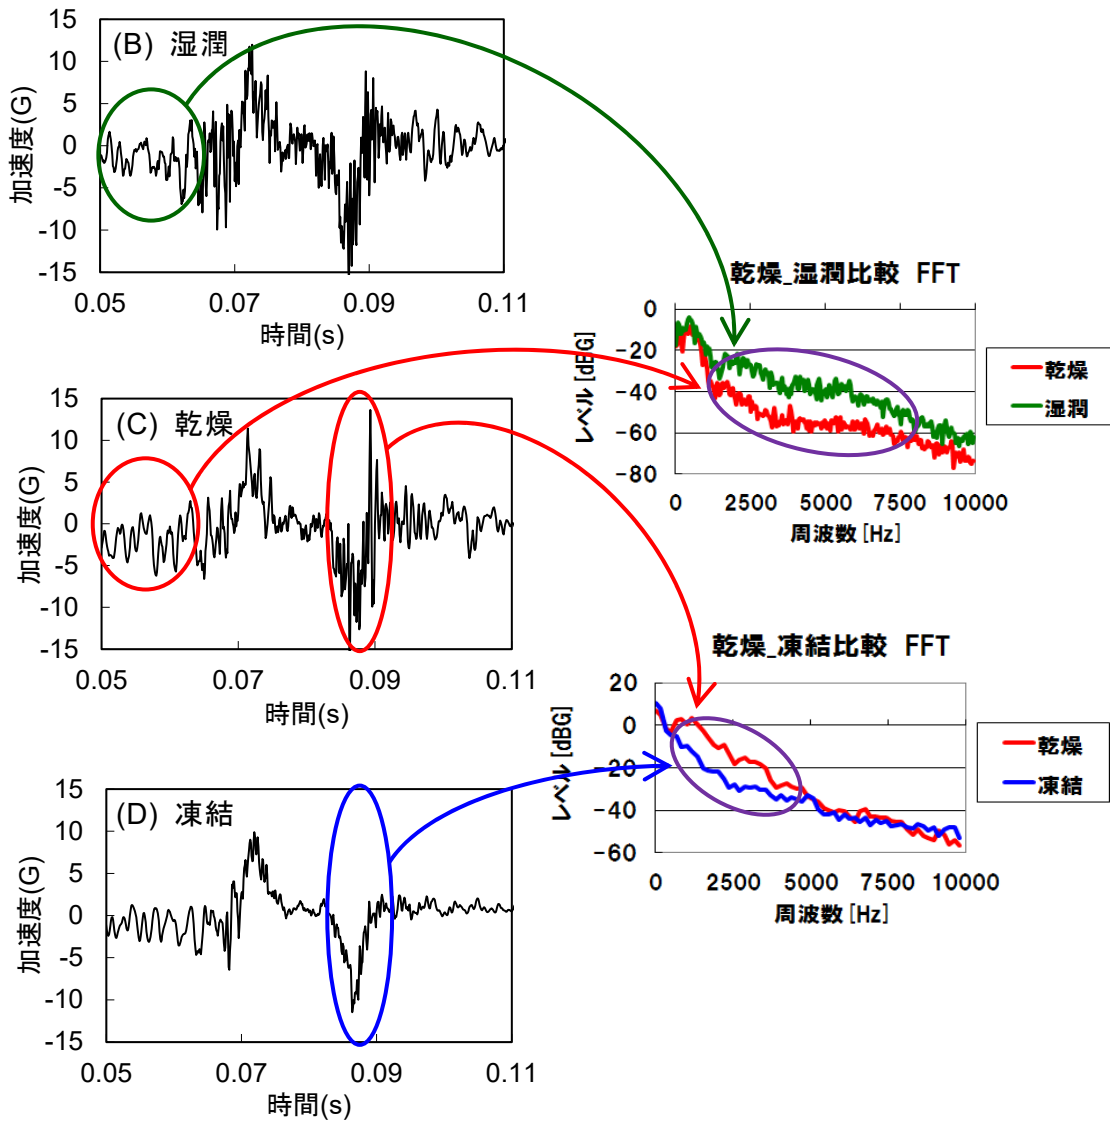 (B) 湿潤
加速度(G)
15
10
5
0
-5
-10
-15
0.05 0.07 0.09 0.11
時間(s)
(C) 乾燥
加速度(G)
15
10
5
0
-5
-10
-15
0.05 0.07 0.09 0.11
時間(s)
(D) 凍結
加速度(G)
15
10
5
0
-5
-10
-15
0.05 0.07 0.09 0.11
時間(s)
乾燥_湿潤比較 FFT
レベル[dBG]
0
-20
-40
-60
-80
0 2500 5000 7500 10000
周波数[Hz]
乾燥
湿潤
乾燥_凍結比較 FFT
レベル[dBG]
20
0
-20
-40
-60
0 2500 5000 7500 10000
周波数[Hz]
乾燥
凍結